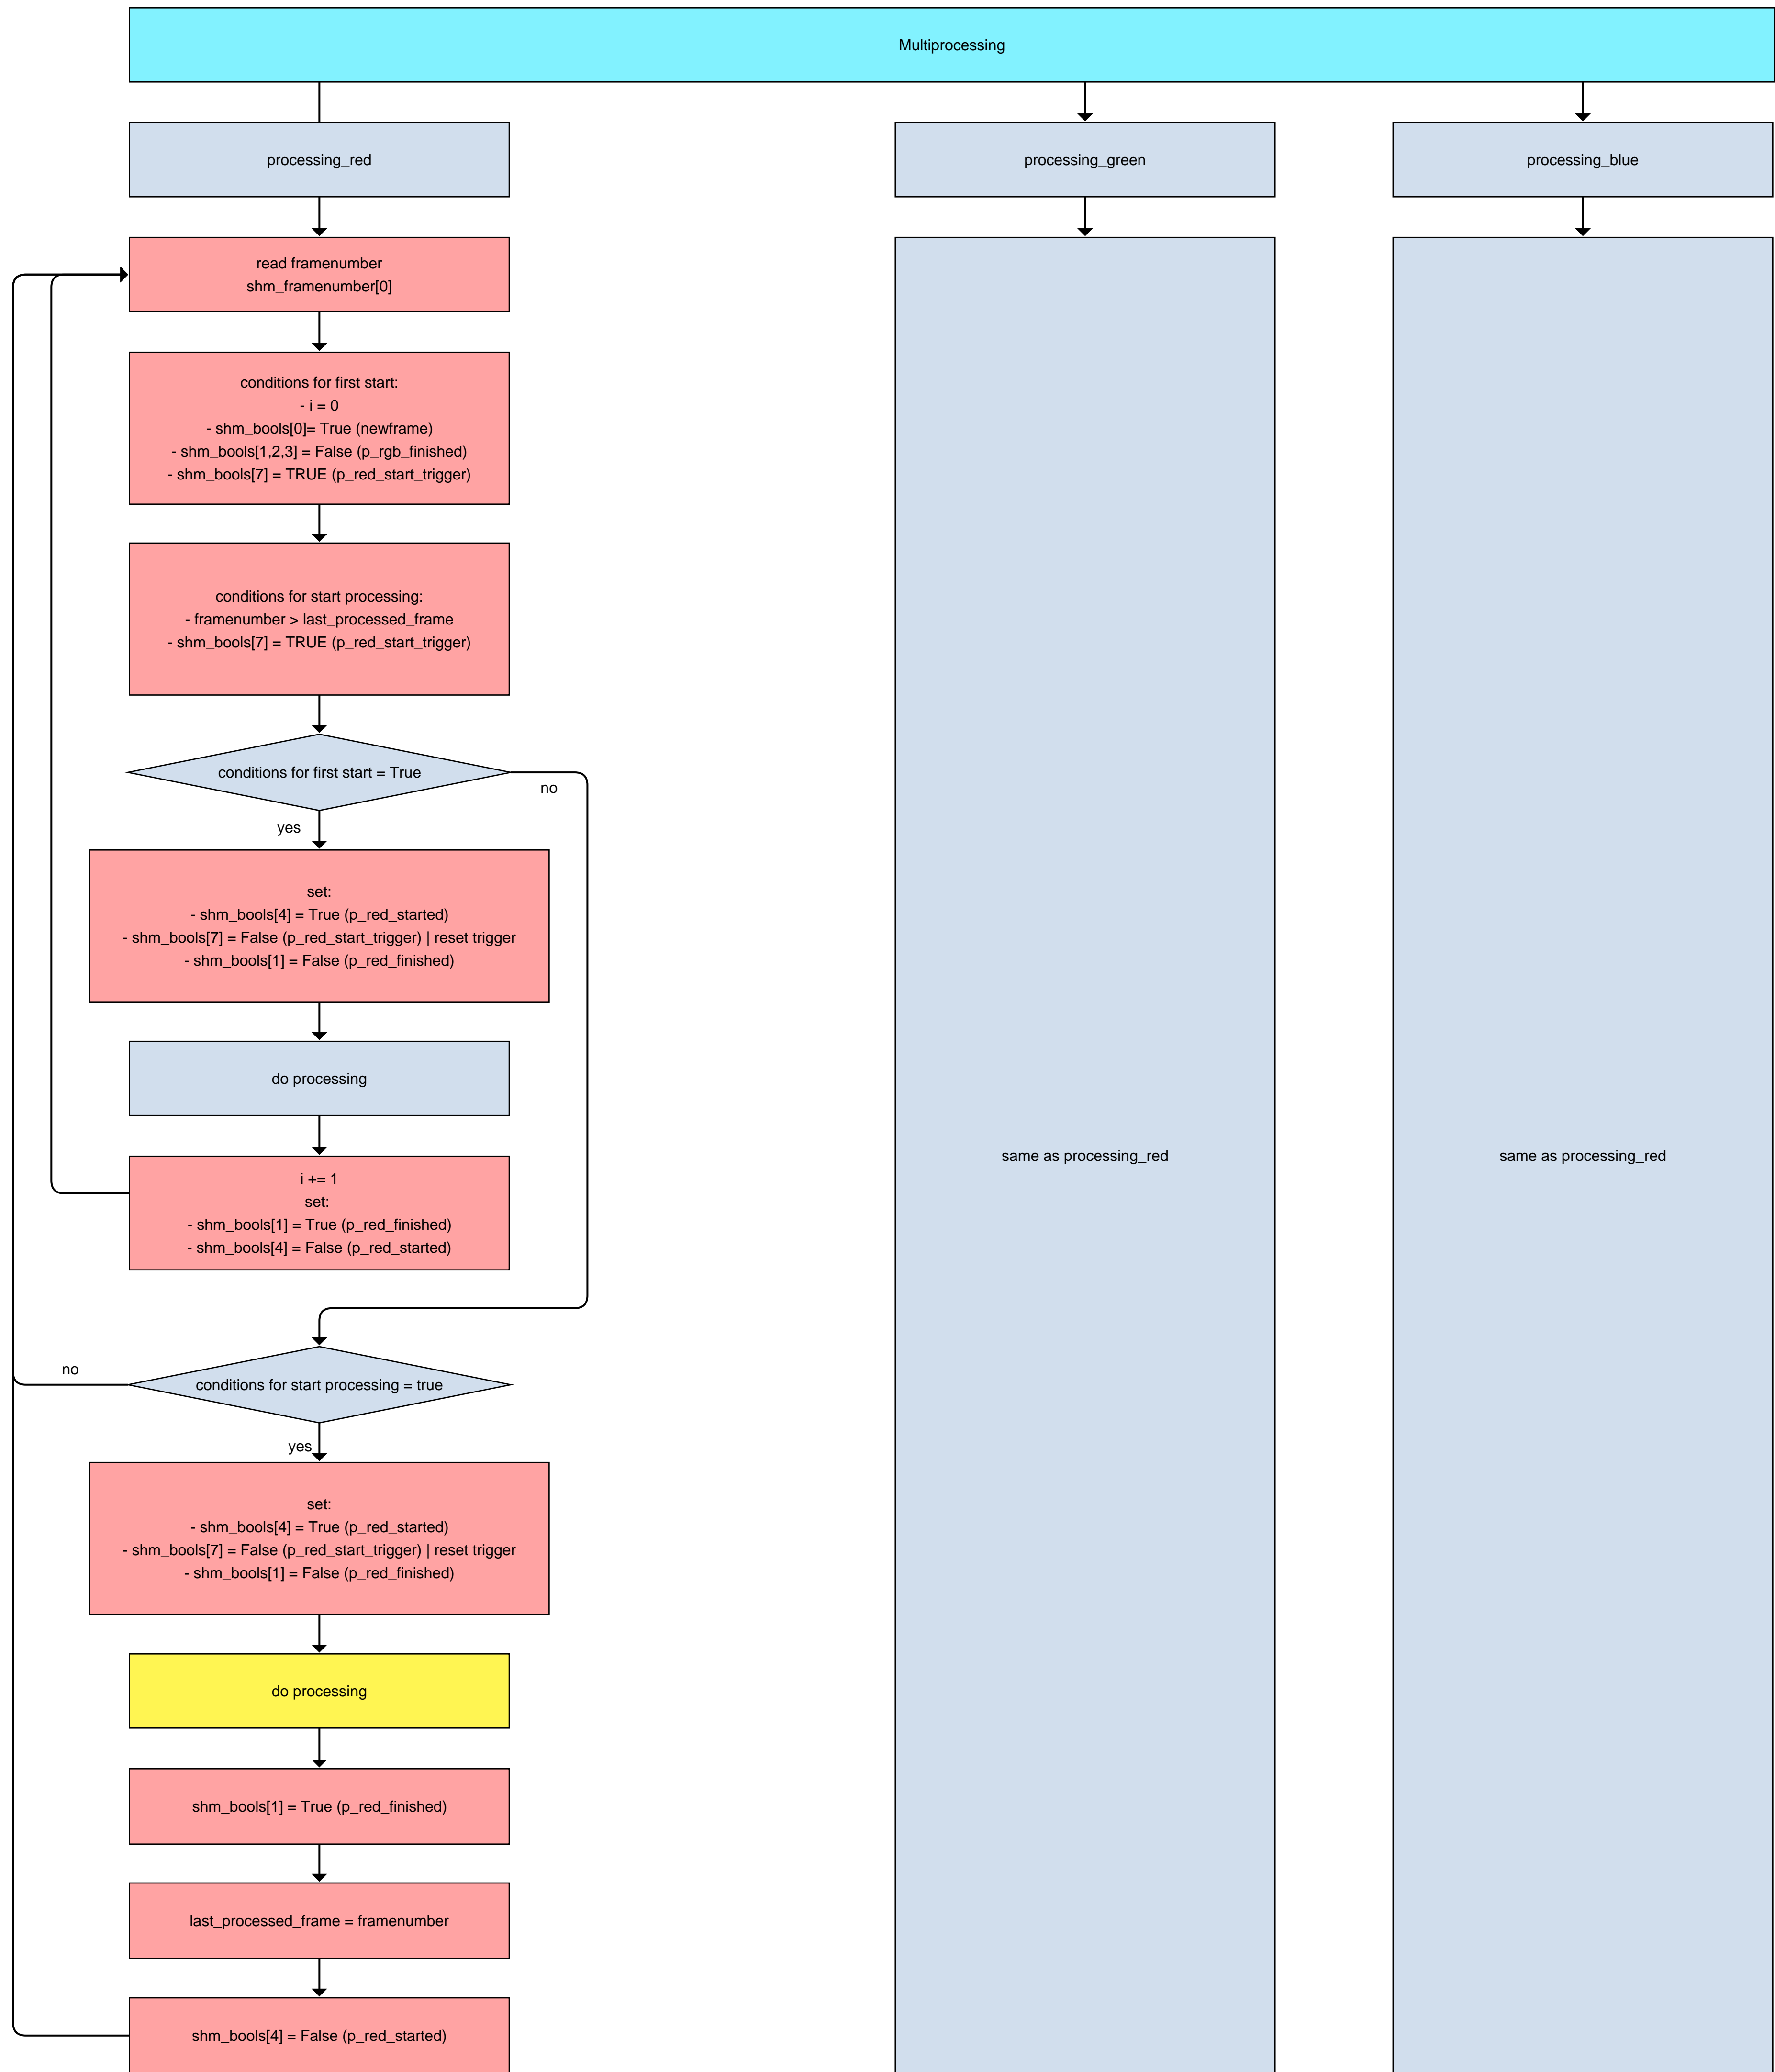 Multiprocessing
processing_red
processing_green
processing_blue
read framenumber
shm_framenumber[0]
conditions for first start:
- i = 0
- shm_bools[0]= True (newframe)
- shm_bools[1,2,3] = False (p_rgb_finished)
- shm_bools[7] = TRUE (p_red_start_trigger)
conditions for start processing:
- framenumber > last_processed_frame
- shm_bools[7] = TRUE (p_red_start_trigger)
conditions for first start = True
no
yes
set:
- shm_bools[4] = True (p_red_started)
- shm_bools[7] = False (p_red_start_trigger) | reset trigger
- shm_bools[1] = False (p_red_finished)
do processing
i += 1
set:
- shm_bools[1] = True (p_red_finished)
- shm_bools[4] = False (p_red_started)
same as processing_red
same as processing_red
no
conditions for start processing = true
yes
set:
- shm_bools[4] = True (p_red_started)
- shm_bools[7] = False (p_red_start_trigger) | reset trigger
- shm_bools[1] = False (p_red_finished)
do processing
shm_bools[1] = True (p_red_finished)
last_processed_frame = framenumber
shm_bools[4] = False (p_red_started)